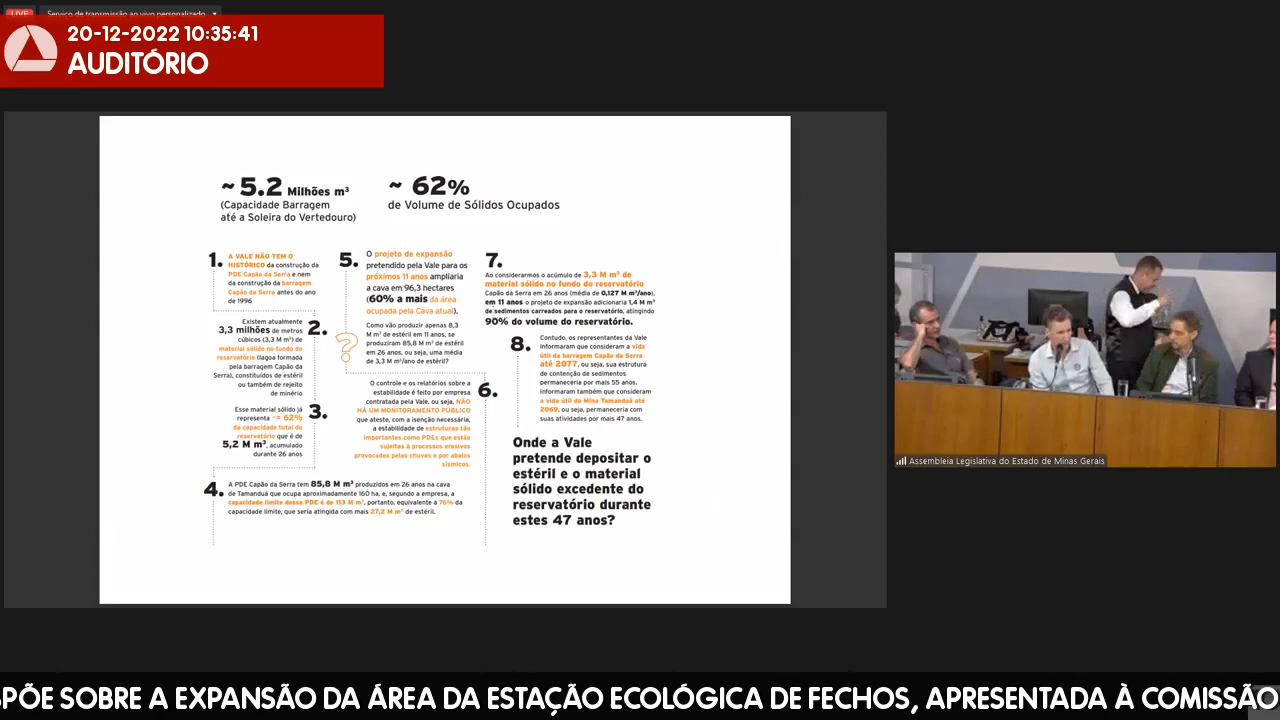 LIVE
Serviço de transmissão ao vivo personalizado
20-12-2022 10:35:41
AUDITÓRIO
~ 5.2 Milhões m³
(Capacidade Barragem
até a Soleira do Vertedouro)
~ 62%
de Volume de Sólidos Ocupados
1.
A VALE NÃO TEM O
HISTÓRICO da construção da
PDE Capão da Serra e nem
da construção da barragem
Capão da Serra antes do ano
de 1996
2.
Existem atualmente
3,3 milhões de metros
cúbicos (3,3 M m³) de
material sólido no fundo do
reservatório (lagoa formada
pela barragem Capão da
Serra), constituídos de estéril
ou também de rejeito
de minério
3.
Esse material sólido já
representa ~= 62%
da capacidade total do
reservatório que é de
5,2 M m³, acumulado
durante 26 anos
4.
A PDE Capão da Serra tem 85,8 M m³ produzidos em 26 anos na cava
de Tamanduá que ocupa aproximadamente 160 ha, e, segundo a empresa, a
capacidade limite dessa PDE é de 113 M m³, portanto, equivalente a 76% da
capacidade limite, que seria atingida com mais 27,2 M m³ de estéril.
5.
O projeto de expansão
pretendido pela Vale para os
próximos 11 anos ampliaria
a cava em 96,3 hectares
(60% a mais da área
ocupada pela Cava atual).
?
Como vão produzir apenas 8,3
M m³ de estéril em 11 anos, se
produziram 85,8 M m³ de estéril
em 26 anos, ou seja, uma média
de 3,3 M m³/ano de estéril?
6.
O controle e os relatórios sobre a
estabilidade é feito por empresa
contratada pela Vale, ou seja, NÃO
HÁ UM MONITORAMENTO PÚBLICO
que ateste, com a isenção necessária,
a estabilidade de estruturas tão
importantes como PDEs que estão
sujeitas à processos erosivos
provocados pelas chuvas e por abalos
sísmicos.
7.
Ao considerarmos o acúmulo de 3,3 M m³ de
material sólido no fundo do reservatório
Capão da Serra em 26 anos (média de 0,127 M m³/ano),
em 11 anos o projeto de expansão adicionaria 1,4 M m³
de sedimentos carreados para o reservatório, atingindo
90% do volume do reservatório.
8.
Contudo, os representantes da Vale
informaram que consideram a vida
útil da barragem Capão da Serra
até 2077, ou seja, sua estrutura
de contenção de sedimentos
permaneceria por mais 55 anos.
Informaram também que consideram
a vida útil da Mina Tamanduá até
2069, ou seja, permaneceria com
suas atividades por mais 47 anos.
Onde a Vale
pretende depositar o
estéril e o material
sólido excedente do
reservatório durante
estes 47 anos?
Assembleia Legislativa do Estado de Minas Gerais
SPÕE SOBRE A EXPANSÃO DA ÁREA DA ESTAÇÃO ECOLÓGICA DE FECHOS, APRESENTADA À COMISSÃO